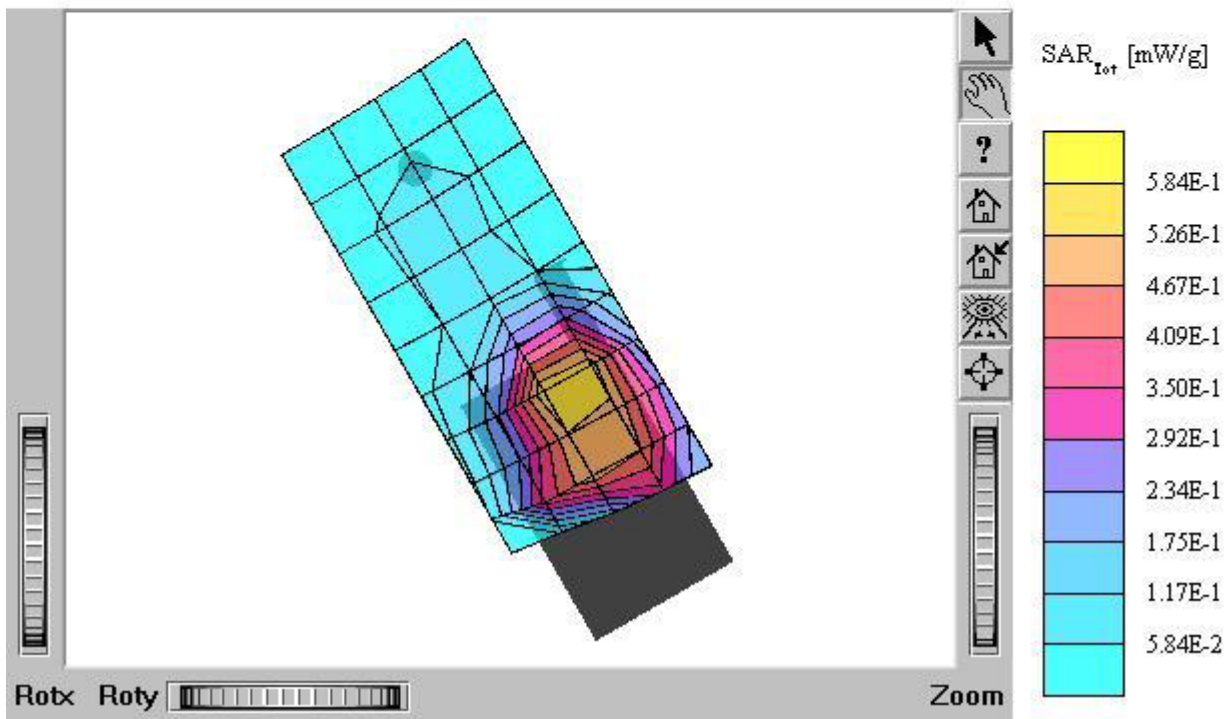 SAR_Tot [mW/g]
?
5.84E-1
5.26E-1
4.67E-1
4.09E-1
3.50E-1
2.92E-1
2.34E-1
1.75E-1
1.17E-1
5.84E-2
Rotx Roty Zoom